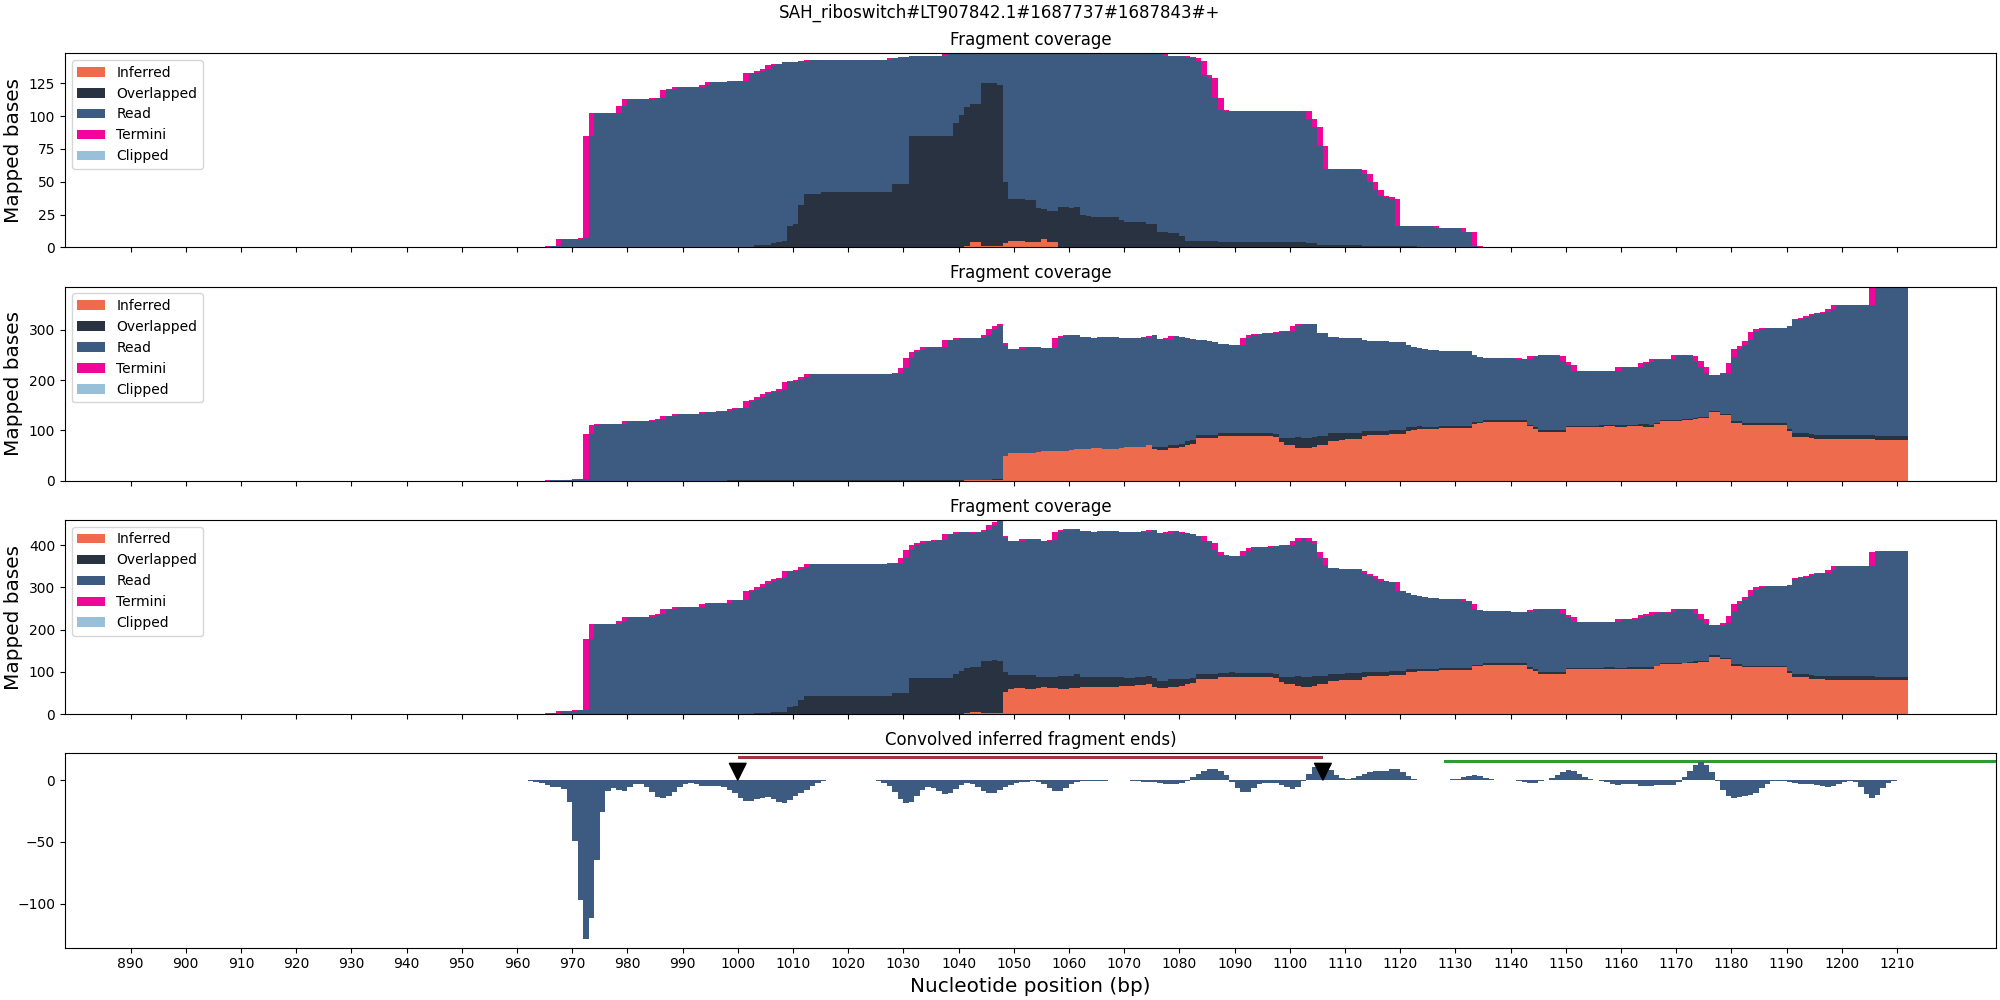 SAH_riboswitch#LT907842.1#1687737#1687843#+
Fragment coverage
Mapped bases
125
100
75
50
25
0
Inferred
Overlapped
Read
Termini
Clipped
Fragment coverage
Mapped bases
300
200
100
0
Inferred
Overlapped
Read
Termini
Clipped
Fragment coverage
Mapped bases
400
300
200
100
0
Inferred
Overlapped
Read
Termini
Clipped
Convolved inferred fragment ends)
0
−50
−100
890 900 910 920 930 940 950 960 970 980 990 1000 1010 1020 1030 1040 1050 1060 1070 1080 1090 1100 1110 1120 1130 1140 1150 1160 1170 1180 1190 1200 1210
Nucleotide position (bp)